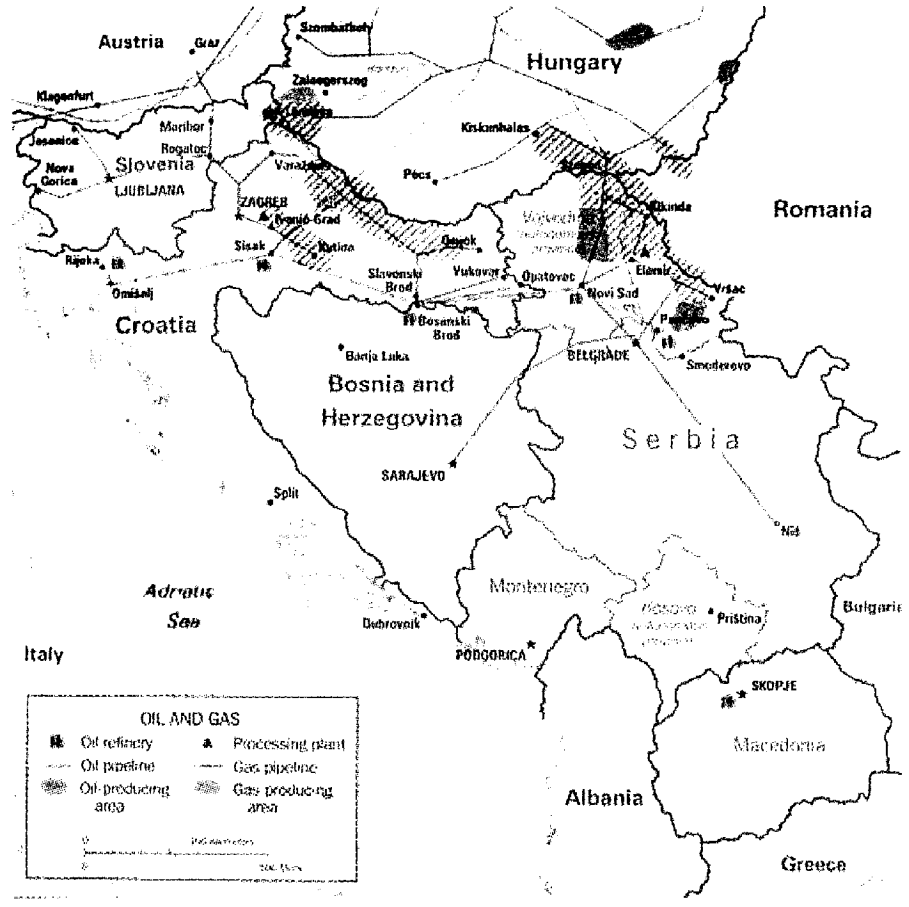 Szombathely
Austria
Graz
Hungary
Zalaegerszeg
Klagenfurt
Maribor
Kiskunhalas
Jesenice
Rogatec
Nova
Gorica
Slovenia
LJUBLJANA
Varaždin
Pécs
ZAGREB
Ivanić-Grad
Kikinda
Romania
Sisak
Kutina
Osijek
Rijeka
Omišalj
Slavonski
Brod
Vukovar
Opatovac
Elemir
Novi Sad
Vršac
Croatia
Bosanski
Brod
Pančevo
BELGRADE
Smederevo
Banja Luka
Bosnia and
Herzegovina
Serbia
SARAJEVO
Split
Niš
Adriatic
Sea
Montenegro
Dubrovnik
Priština
Bulgaria
Italy
PODGORICA
SKOPJE
Macedonia
Albania
Greece
OIL AND GAS
Oil refinery
Processing plant
Oil pipeline
Gas pipeline
Oil-producing
area
Gas-producing
area